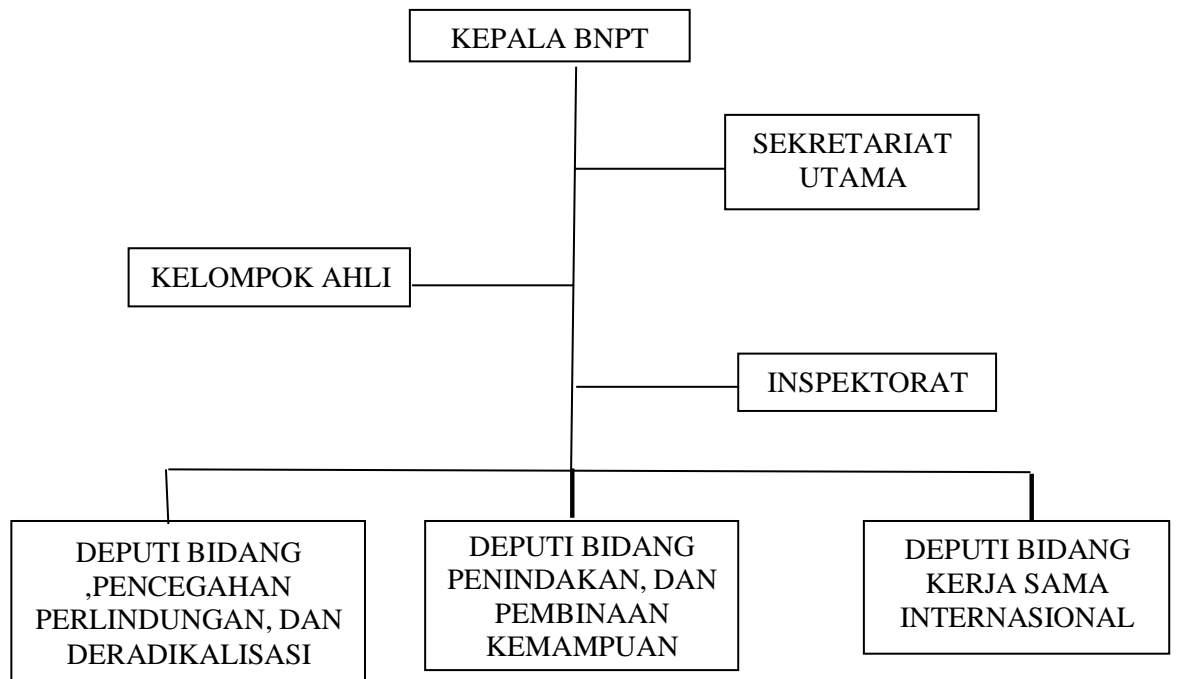 KEPALA BNPT
SEKRETARIAT
UTAMA
KELOMPOK AHLI
INSPEKTORAT
DEPUTI BIDANG
,PENCEGAHAN
PERLINDUNGAN, DAN
DERADIKALISASI
DEPUTI BIDANG
PENINDAKAN, DAN
PEMBINAAN
KEMAMPUAN
DEPUTI BIDANG
KERJA SAMA
INTERNASIONAL